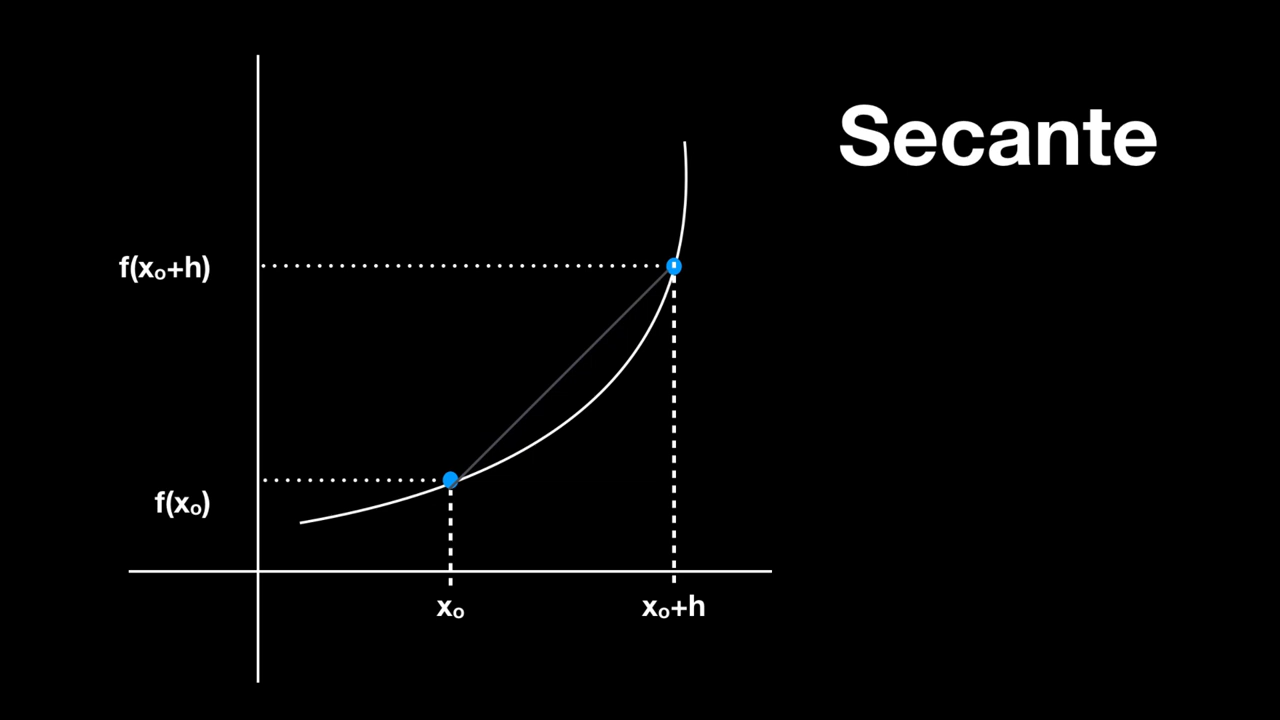 Secante
f(x₀+h)
f(x₀)
x₀
x₀+h